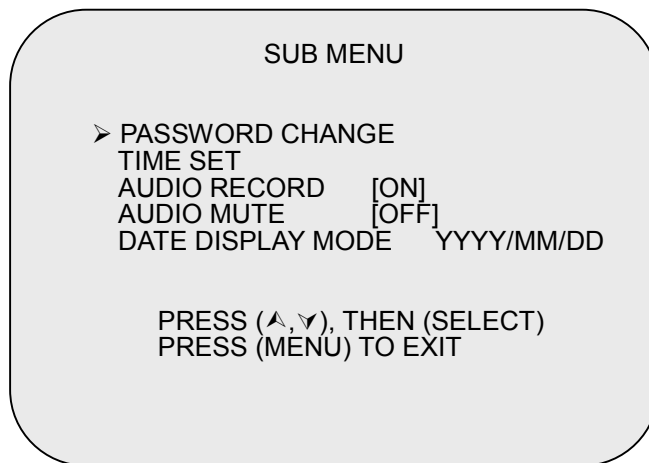 SUB MENU
➢ PASSWORD CHANGE
TIME SET
AUDIO RECORD [ON]
AUDIO MUTE [OFF]
DATE DISPLAY MODE YYYY/MM/DD
PRESS (⮝,⮟), THEN (SELECT)
PRESS (MENU) TO EXIT